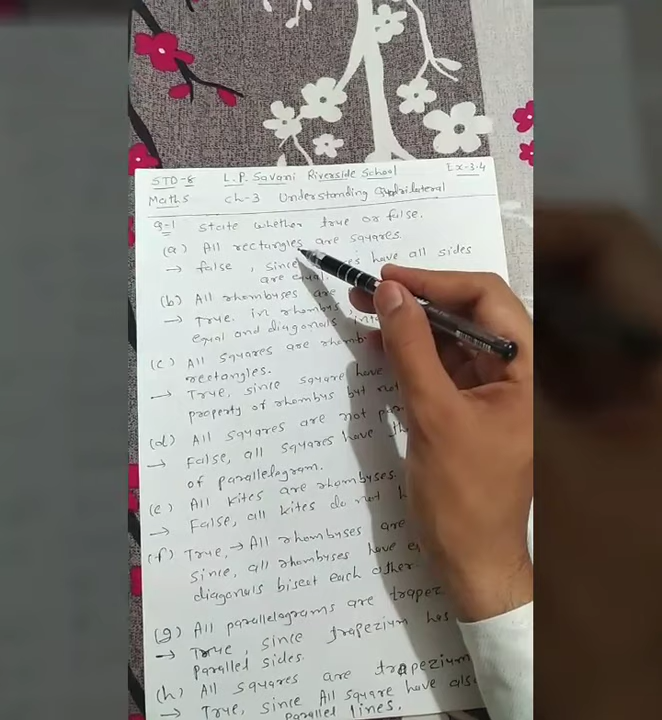 STD-8 L.P. Savani Riverside School Ex-3.4
Maths Ch-3 Understanding Quadrilateral
Q-1 State whether true or false.
(a) All rectangles are squares.
→ false, since have all sides
are equal.
(b) All rhombuses are
→ True. in rhombus,
equal and diagonals
(c) All squares are
rectangles.
→ True, since square have
property of rhombus but not
(d) All squares are not
→ False, all squares have
of parallelogram.
(e) All kites are rhombuses.
→ False, all kites do not
(f) True, → All rhombuses are
since, all rhombuses have
diagonals bisect each other.
(g) All parallelograms are
→ True, since trapezium has
Parallel sides.
(h) All squares are trapezium
→ True, since All square have also
parallel lines.